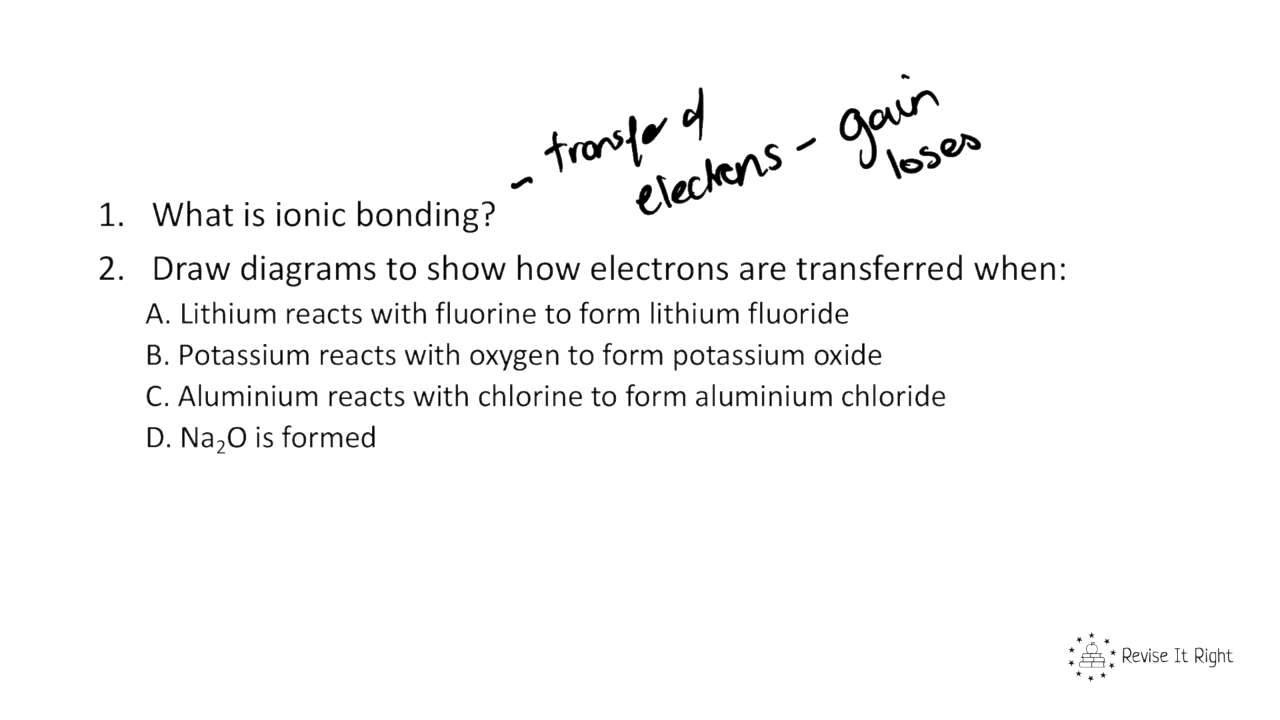 - transfer of
electrons - gain
loses
1. What is ionic bonding?
2. Draw diagrams to show how electrons are transferred when:
A. Lithium reacts with fluorine to form lithium fluoride
B. Potassium reacts with oxygen to form potassium oxide
C. Aluminium reacts with chlorine to form aluminium chloride
D. Na₂O is formed
Revise It Right